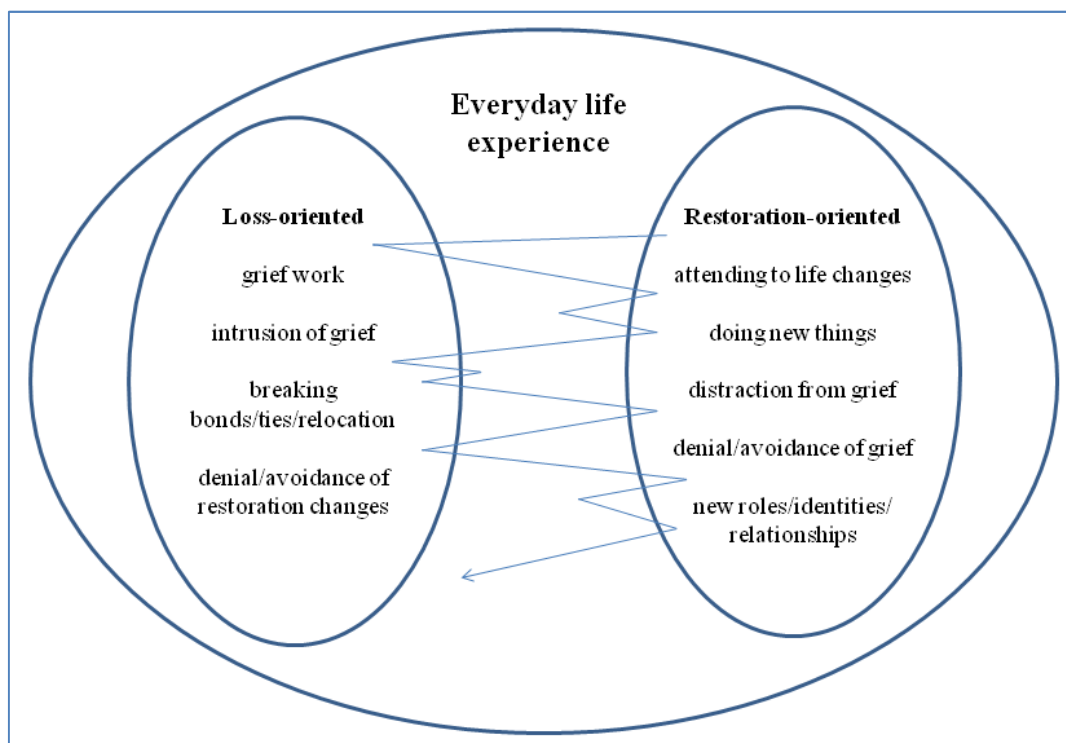 Everyday life
experience
Loss-oriented
grief work
intrusion of grief
breaking
bonds/ties/relocation
denial/avoidance of
restoration changes
Restoration-oriented
attending to life changes
doing new things
distraction from grief
denial/avoidance of grief
new roles/identities/
relationships